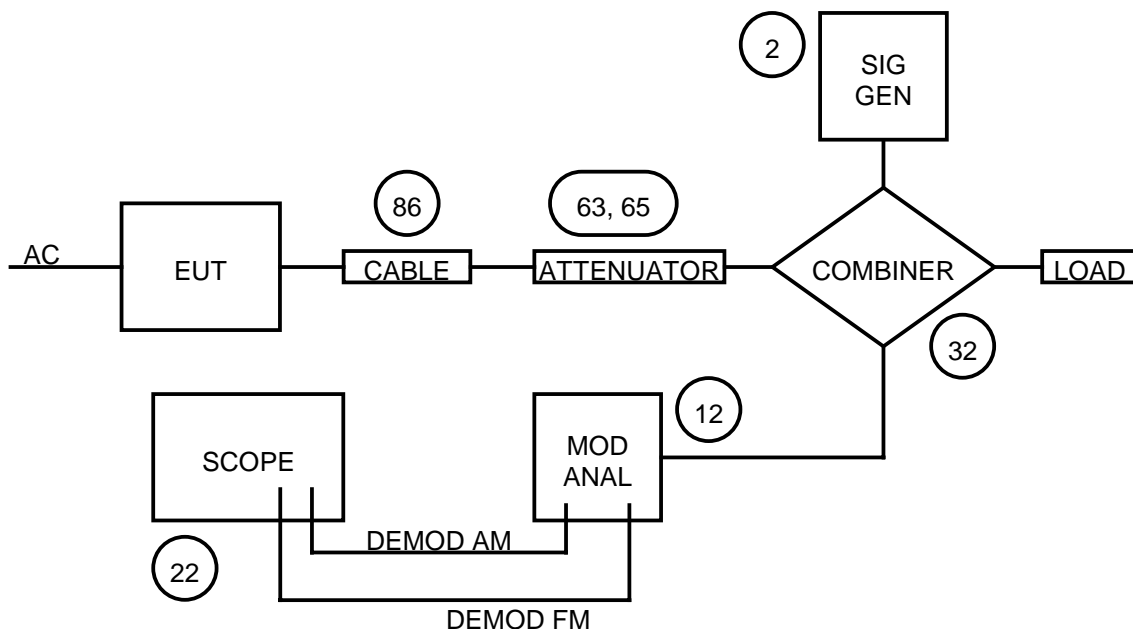 2
SIG
GEN
86
63, 65
AC
EUT
CABLE
ATTENUATOR
COMBINER
LOAD
32
12
SCOPE
MOD
ANAL
DEMOD AM
22
DEMOD FM